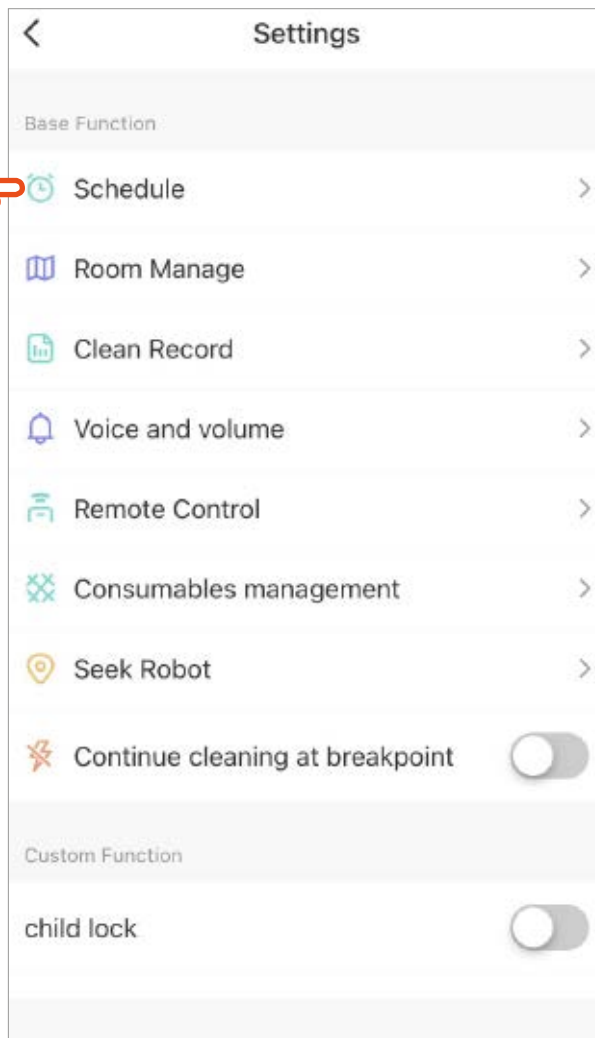 Settings
Base Function
Schedule
Room Manage
Clean Record
Voice and volume
Remote Control
Consumables management
Seek Robot
Continue cleaning at breakpoint
Custom Function
child lock